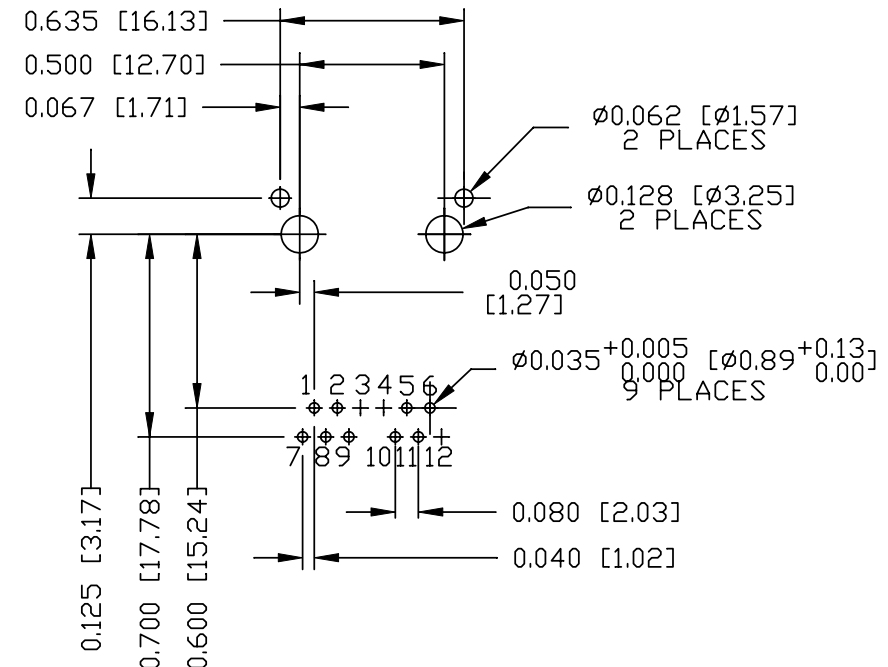 0.635 [16.13]
0.500 [12.70]
0.067 [1.71]
Ø0.062 [Ø1.57]
2 PLACES
Ø0.128 [Ø3.25]
2 PLACES
0.050
[1.27]
Ø0.035 +0.005 0.000 [Ø0.89 +0.13 0.00]
9 PLACES
1 2 3 4 5 6
7 8 9 10 11 12
0.080 [2.03]
0.040 [1.02]
0.125 [3.17]
0.700 [17.78]
0.600 [15.24]